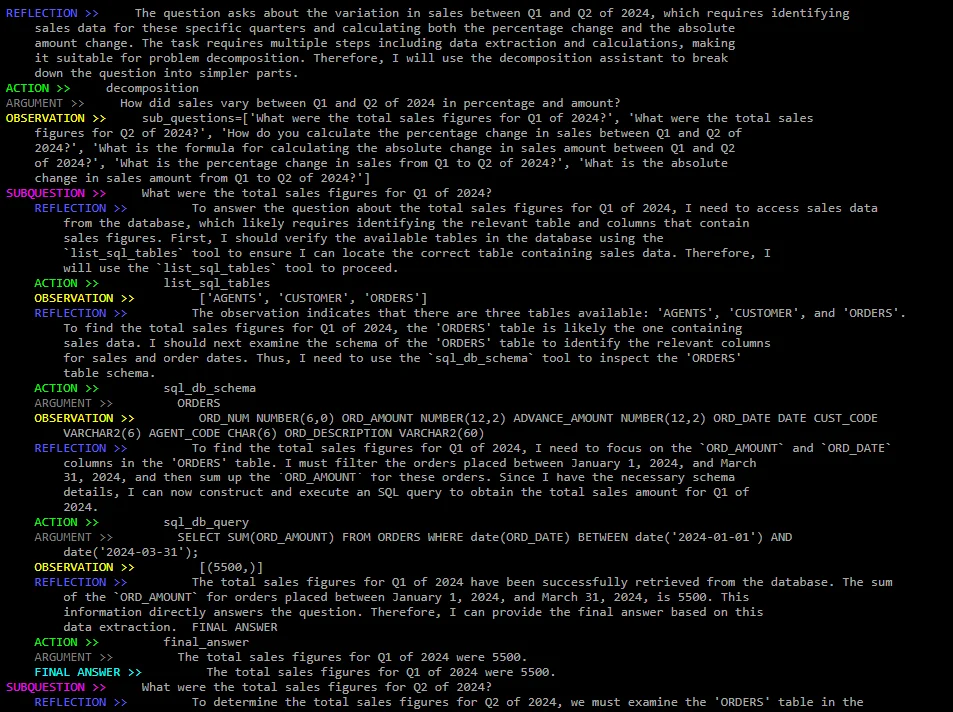 REFLECTION >> The question asks about the variation in sales between Q1 and Q2 of 2024, which requires identifying
sales data for these specific quarters and calculating both the percentage change and the absolute
amount change. The task requires multiple steps including data extraction and calculations, making
it suitable for problem decomposition. Therefore, I will use the decomposition assistant to break
down the question into simpler parts.
ACTION >> decomposition
ARGUMENT >> How did sales vary between Q1 and Q2 of 2024 in percentage and amount?
OBSERVATION >> sub_questions=['What were the total sales figures for Q1 of 2024?', 'What were the total sales
figures for Q2 of 2024?', 'How do you calculate the percentage change in sales between Q1 and Q2 of
2024?', 'What is the formula for calculating the absolute change in sales amount between Q1 and Q2
of 2024?', 'What is the percentage change in sales from Q1 to Q2 of 2024?', 'What is the absolute
change in sales amount from Q1 to Q2 of 2024?']
SUBQUESTION >> What were the total sales figures for Q1 of 2024?
REFLECTION >> To answer the question about the total sales figures for Q1 of 2024, I need to access sales data
from the database, which likely requires identifying the relevant table and columns that contain
sales figures. First, I should verify the available tables in the database using the
`list_sql_tables` tool to ensure I can locate the correct table containing sales data. Therefore, I
will use the `list_sql_tables` tool to proceed.
ACTION >> list_sql_tables
OBSERVATION >> ['AGENTS', 'CUSTOMER', 'ORDERS']
REFLECTION >> The observation indicates that there are three tables available: 'AGENTS', 'CUSTOMER', and 'ORDERS'.
To find the total sales figures for Q1 of 2024, the 'ORDERS' table is likely the one containing
sales data. I should next examine the schema of the 'ORDERS' table to identify the relevant columns
for sales and order dates. Thus, I need to use the `sql_db_schema` tool to inspect the 'ORDERS'
table schema.
ACTION >> sql_db_schema
ARGUMENT >> ORDERS
OBSERVATION >> ORD_NUM NUMBER(6,0) ORD_AMOUNT NUMBER(12,2) ADVANCE_AMOUNT NUMBER(12,2) ORD_DATE DATE CUST_CODE
VARCHAR2(6) AGENT_CODE CHAR(6) ORD_DESCRIPTION VARCHAR2(60)
REFLECTION >> To find the total sales figures for Q1 of 2024, I need to focus on the `ORD_AMOUNT` and `ORD_DATE`
columns in the 'ORDERS' table. I must filter the orders placed between January 1, 2024, and March
31, 2024, and then sum up the `ORD_AMOUNT` for these orders. Since I have the necessary schema
details, I can now construct and execute an SQL query to obtain the total sales amount for Q1 of
2024.
ACTION >> sql_db_query
ARGUMENT >> SELECT SUM(ORD_AMOUNT) FROM ORDERS WHERE date(ORD_DATE) BETWEEN date('2024-01-01') AND
date('2024-03-31');
OBSERVATION >> [(5500,)]
REFLECTION >> The total sales figures for Q1 of 2024 have been successfully retrieved from the database. The sum
of the `ORD_AMOUNT` for orders placed between January 1, 2024, and March 31, 2024, is 5500. This
information directly answers the question. Therefore, I can provide the final answer based on this
data extraction. FINAL ANSWER
ACTION >> final_answer
ARGUMENT >> The total sales figures for Q1 of 2024 were 5500.
FINAL ANSWER >> The total sales figures for Q1 of 2024 were 5500.
SUBQUESTION >> What were the total sales figures for Q2 of 2024?
REFLECTION >> To determine the total sales figures for Q2 of 2024, we must examine the 'ORDERS' table in the